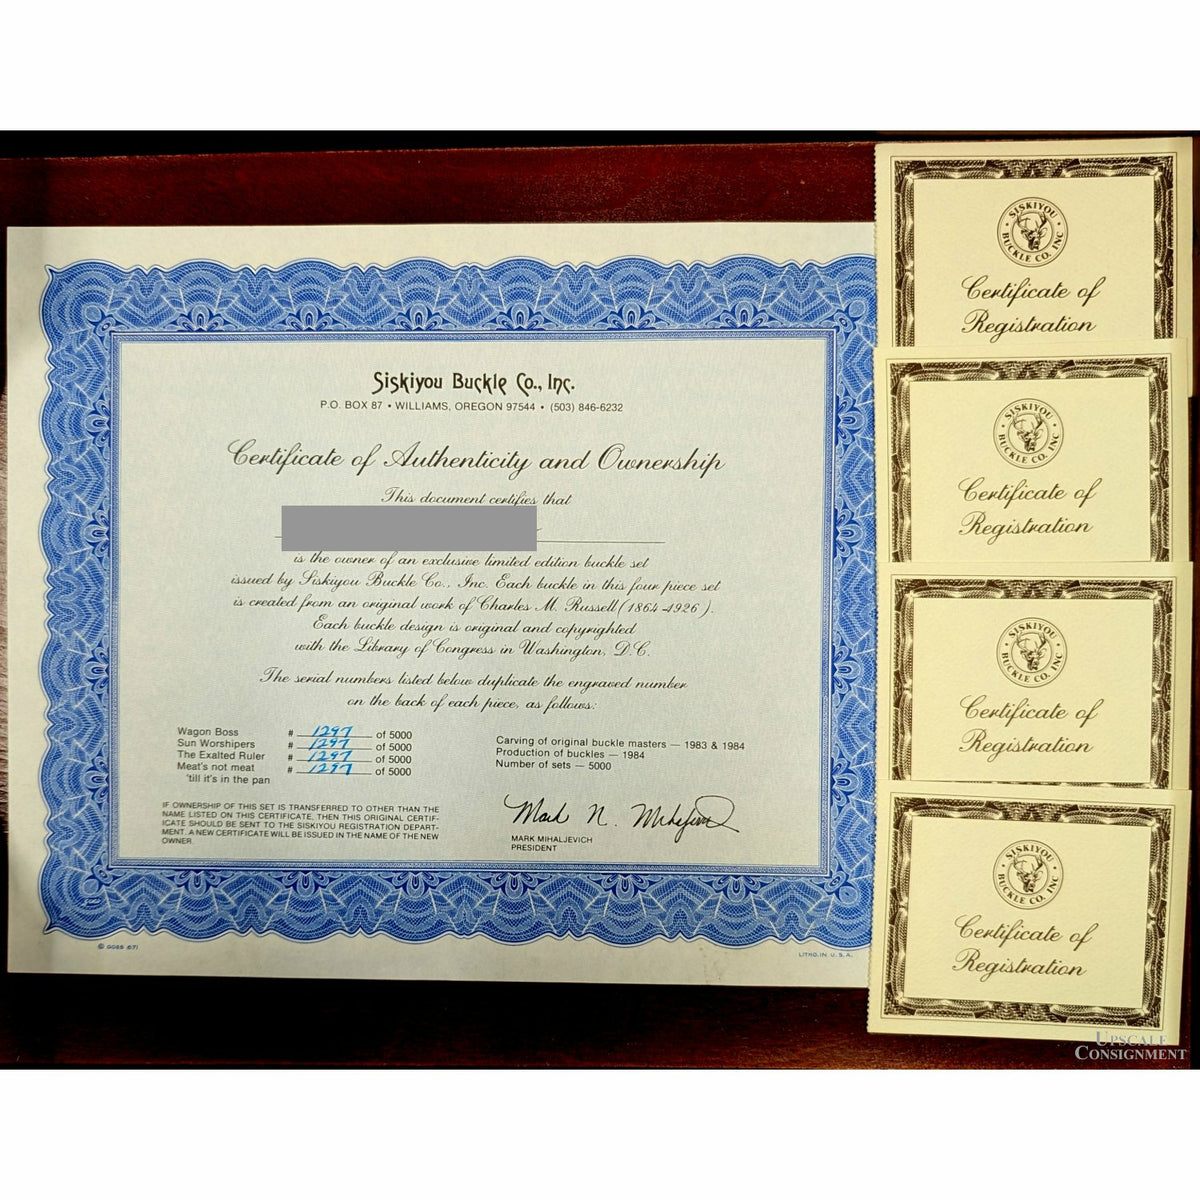 Siskiyou Buckle Co., Inc.
P.O. BOX 87 • WILLIAMS, OREGON 97544 • (503) 846-6232
Certificate of Authenticity and Ownership
This document certifies that
is the owner of an exclusive limited edition buckle set
issued by Siskiyou Buckle Co., Inc. Each buckle in this four piece set
is created from an original work of Charles M. Russell (1864-1926).
Each buckle design is original and copyrighted
with the Library of Congress in Washington, D.C.
The serial numbers listed below duplicate the engraved number
on the back of each piece, as follows:
Wagon Boss # 1297 of 5000
Sun Worshipers # 1297 of 5000
The Exalted Ruler # 1297 of 5000
Meat's not meat # 1297 of 5000
'till it's in the pan
Carving of original buckle masters — 1983 & 1984
Production of buckles — 1984
Number of sets — 5000
IF OWNERSHIP OF THIS SET IS TRANSFERRED TO OTHER THAN THE
NAME LISTED ON THIS CERTIFICATE, THEN THIS ORIGINAL CERTIF-
ICATE SHOULD BE SENT TO THE SISKIYOU REGISTRATION DEPART-
MENT. A NEW CERTIFICATE WILL BE ISSUED IN THE NAME OF THE NEW
OWNER.
Mark N. Mihaljevich
MARK MIHALJEVICH
PRESIDENT
© GOES 671
LITHO. IN U.S.A.
SISKIYOU
BUCKLE CO. INC
Certificate of
Registration
SISKIYOU
BUCKLE CO. INC
Certificate of
Registration
SISKIYOU
BUCKLE CO. INC
Certificate of
Registration
SISKIYOU
BUCKLE CO. INC
Certificate of
Registration
UPSCALE
CONSIGNMENT